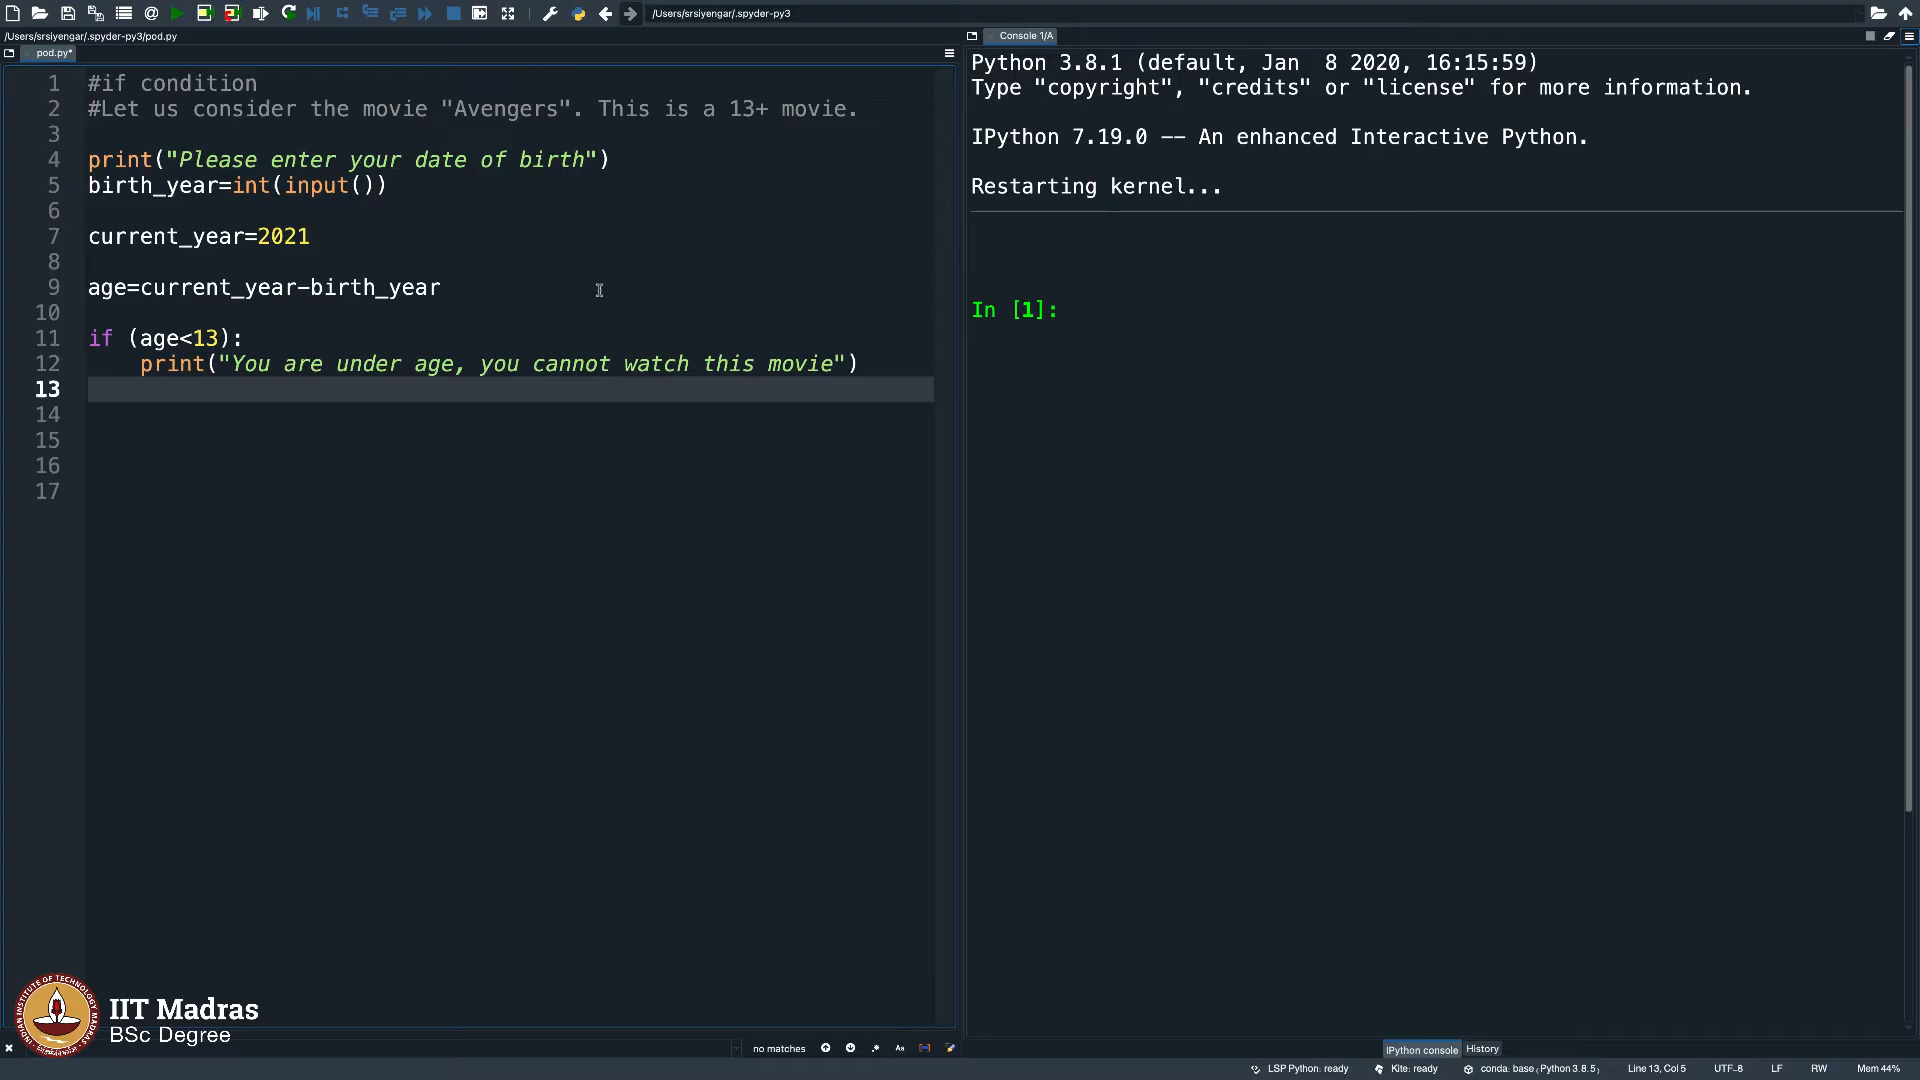 /Users/srsiyengar/.spyder-py3
/Users/srsiyengar/.spyder-py3/pod.py
pod.py*
1 #if condition
2 #Let us consider the movie "Avengers". This is a 13+ movie.
3
4 print("Please enter your date of birth")
5 birth_year=int(input())
6
7 current_year=2021
8
9 age=current_year-birth_year
10
11 if (age<13):
12     print("You are under age, you cannot watch this movie")
13
14
15
16
17
Console 1/A
Python 3.8.1 (default, Jan  8 2020, 16:15:59)
Type "copyright", "credits" or "license" for more information.
IPython 7.19.0 -- An enhanced Interactive Python.
Restarting kernel...
In [1]:
IIT Madras
BSc Degree
no matches
.*
Aa
IPython console
History
LSP Python: ready
Kite: ready
conda: base (Python 3.8.5)
Line 13, Col 5
UTF-8
LF
RW
Mem 44%